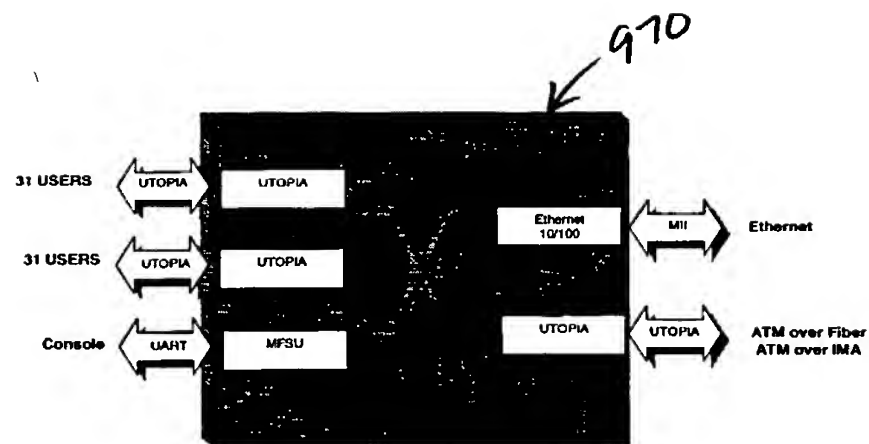 970
31 USERS UTOPIA UTOPIA
Ethernet 10/100 MII Ethernet
31 USERS UTOPIA UTOPIA
Console UART MFSU
UTOPIA UTOPIA ATM over Fiber
ATM over IMA